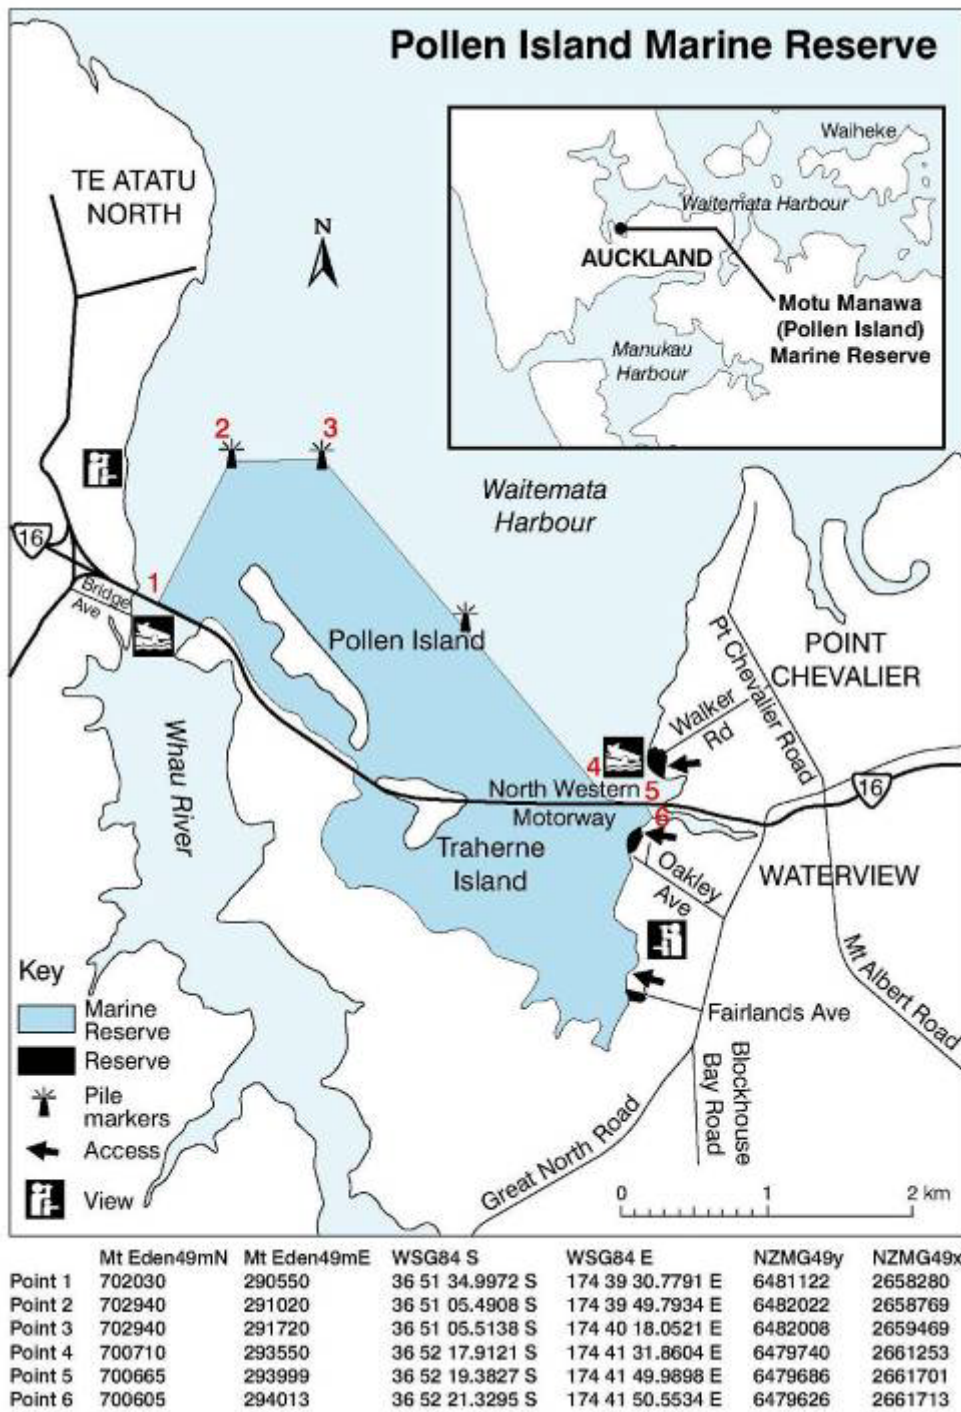 Pollen Island Marine Reserve
Waiheke
Waitemata Harbour
AUCKLAND
Motu Manawa
(Pollen Island)
Marine Reserve
Manukau
Harbour
TE ATATU
NORTH
N
2
3
Waitemata
Harbour
16
1
Bridge
Ave
Pollen Island
POINT
CHEVALIER
Pt Chevalier Road
Walker
Rd
Whau River
4
North Western
5
16
Motorway
6
Traherne
Island
Oakley
Ave
WATERVIEW
Mt Albert Road
Fairlands Ave
Blockhouse
Bay Road
Great North Road
Key
Marine
Reserve
Reserve
Pile
markers
Access
View
0 1 2 km
Mt Eden49mN Mt Eden49mE WSG84 S WSG84 E NZMG49y NZMG49x
Point 1 702030 290550 36 51 34.9972 S 174 39 30.7791 E 6481122 2658280
Point 2 702940 291020 36 51 05.4908 S 174 39 49.7934 E 6482022 2658769
Point 3 702940 291720 36 51 05.5138 S 174 40 18.0521 E 6482008 2659469
Point 4 700710 293550 36 52 17.9121 S 174 41 31.8604 E 6479740 2661253
Point 5 700665 293999 36 52 19.3827 S 174 41 49.9898 E 6479686 2661701
Point 6 700605 294013 36 52 21.3295 S 174 41 50.5534 E 6479626 2661713